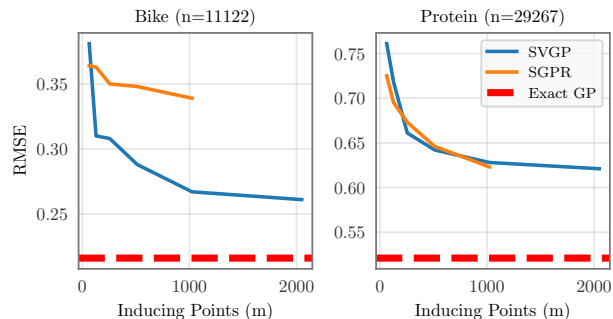 Bike (n=11122)
RMSE
0.35
0.30
0.25
0
1000
2000
Inducing Points (m)
Protein (n=29267)
0.75
0.70
0.65
0.60
0.55
0
1000
2000
Inducing Points (m)
SVGP
SGPR
Exact GP